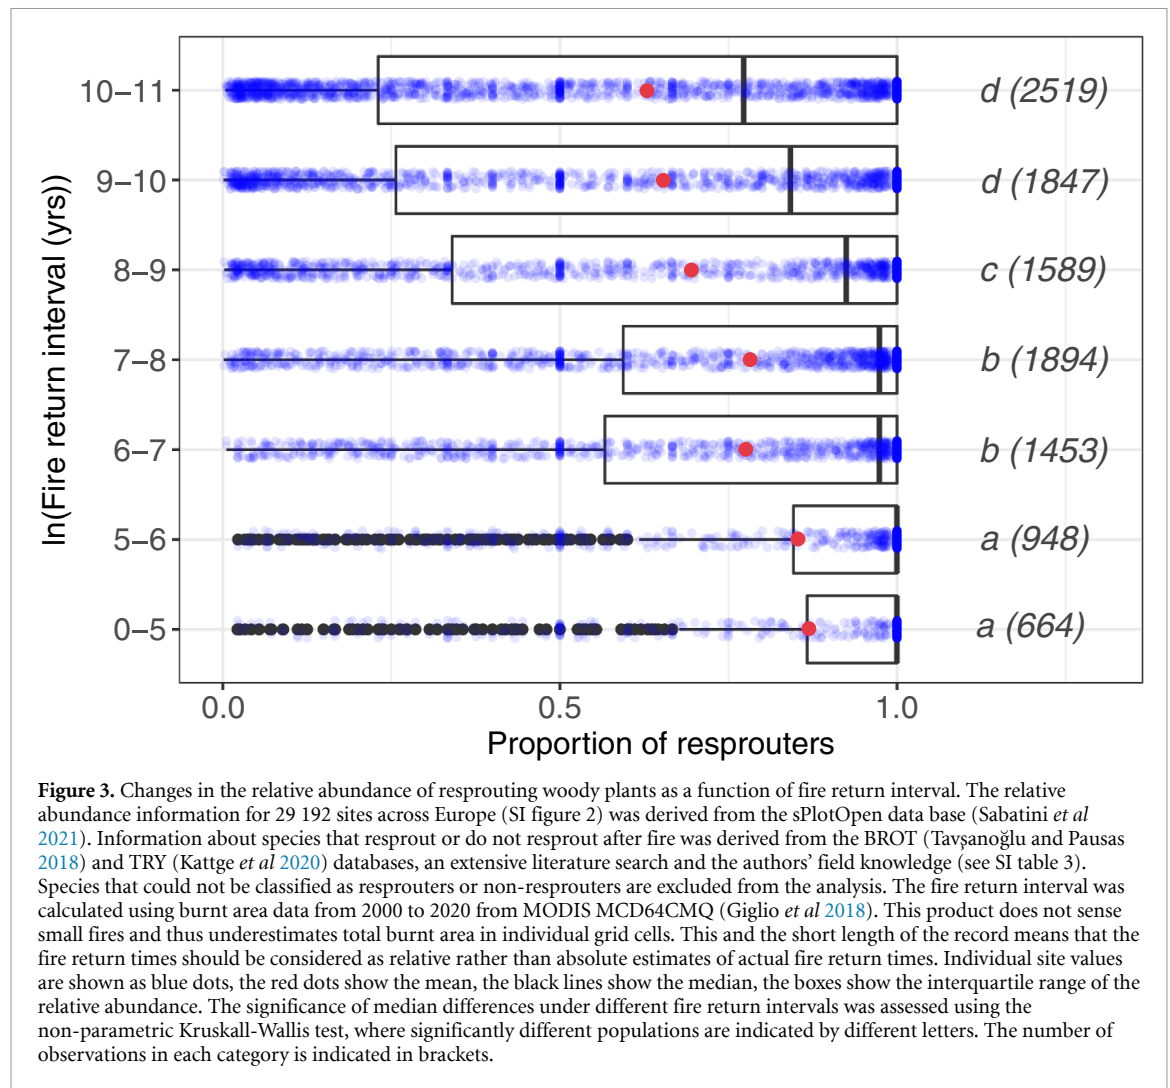 10–11
d (2519)
9–10
d (1847)
8–9
c (1589)
7–8
b (1894)
6–7
b (1453)
5–6
a (948)
0–5
a (664)
ln(Fire return interval (yrs))
0.0
0.5
1.0
Proportion of resprouters
Figure 3. Changes in the relative abundance of resprouting woody plants as a function of fire return interval. The relative
abundance information for 29 192 sites across Europe (SI figure 2) was derived from the sPlotOpen data base (Sabatini et al
2021). Information about species that resprout or do not resprout after fire was derived from the BROT (Tavşanoğlu and Pausas
2018) and TRY (Kattge et al 2020) databases, an extensive literature search and the authors' field knowledge (see SI table 3).
Species that could not be classified as resprouters or non-resprouters are excluded from the analysis. The fire return interval was
calculated using burnt area data from 2000 to 2020 from MODIS MCD64CMQ (Giglio et al 2018). This product does not sense
small fires and thus underestimates total burnt area in individual grid cells. This and the short length of the record means that the
fire return times should be considered as relative rather than absolute estimates of actual fire return times. Individual site values
are shown as blue dots, the red dots show the mean, the black lines show the median, the boxes show the interquartile range of the
relative abundance. The significance of median differences under different fire return intervals was assessed using the
non-parametric Kruskall-Wallis test, where significantly different populations are indicated by different letters. The number of
observations in each category is indicated in brackets.